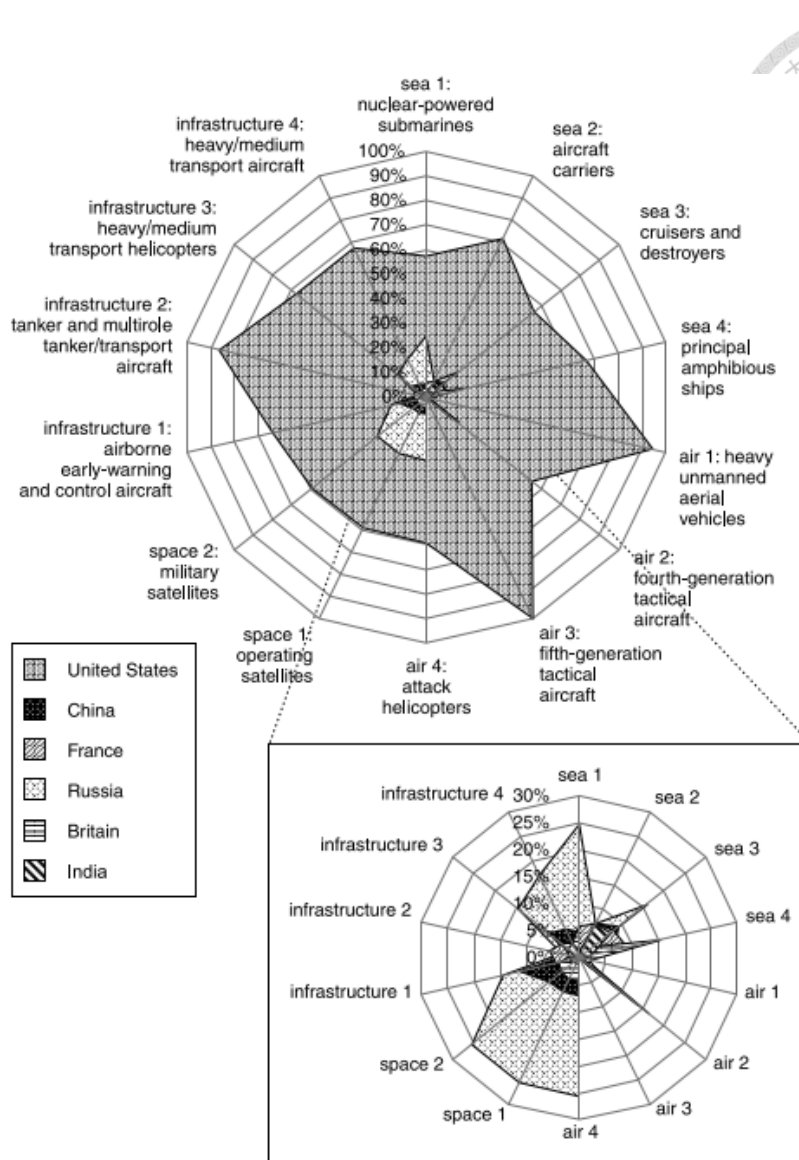 sea 1:
nuclear-powered
submarines
infrastructure 4:
heavy/medium
transport aircraft
sea 2:
aircraft
carriers
infrastructure 3:
heavy/medium
transport helicopters
sea 3:
cruisers and
destroyers
infrastructure 2:
tanker and multirole
tanker/transport
aircraft
sea 4:
principal
amphibious
ships
infrastructure 1:
airborne
early-warning
and control aircraft
air 1: heavy
unmanned
aerial
vehicles
space 2:
military
satellites
air 2:
fourth-generation
tactical
aircraft
space 1:
operating
satellites
air 3:
fifth-generation
tactical
aircraft
air 4:
attack
helicopters
100%
90%
80%
70%
60%
50%
40%
30%
20%
10%
0%
United States
China
France
Russia
Britain
India
sea 1
infrastructure 4
sea 2
infrastructure 3
sea 3
infrastructure 2
sea 4
infrastructure 1
air 1
space 2
air 2
space 1
air 3
air 4
30%
25%
20%
15%
10%
5
0%